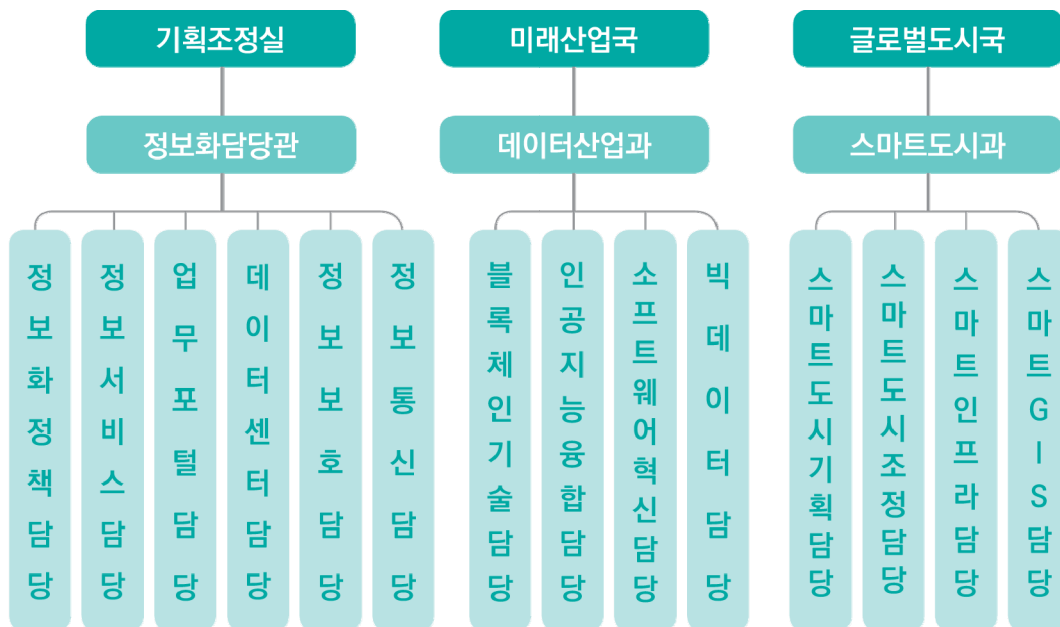 기획조정실
미래산업국
글로벌도시국
정보화담당관
데이터산업과
스마트도시과
정보화정책담당
정보서비스담당
업무포털담당
데이터센터담당
정보보호담당
정보통신담당
블록체인기술담당
인공지능융합담당
소프트웨어혁신담당
빅데이터담당
스마트도시기획담당
스마트도시조정담당
스마트인프라담당
스마트GIS담당